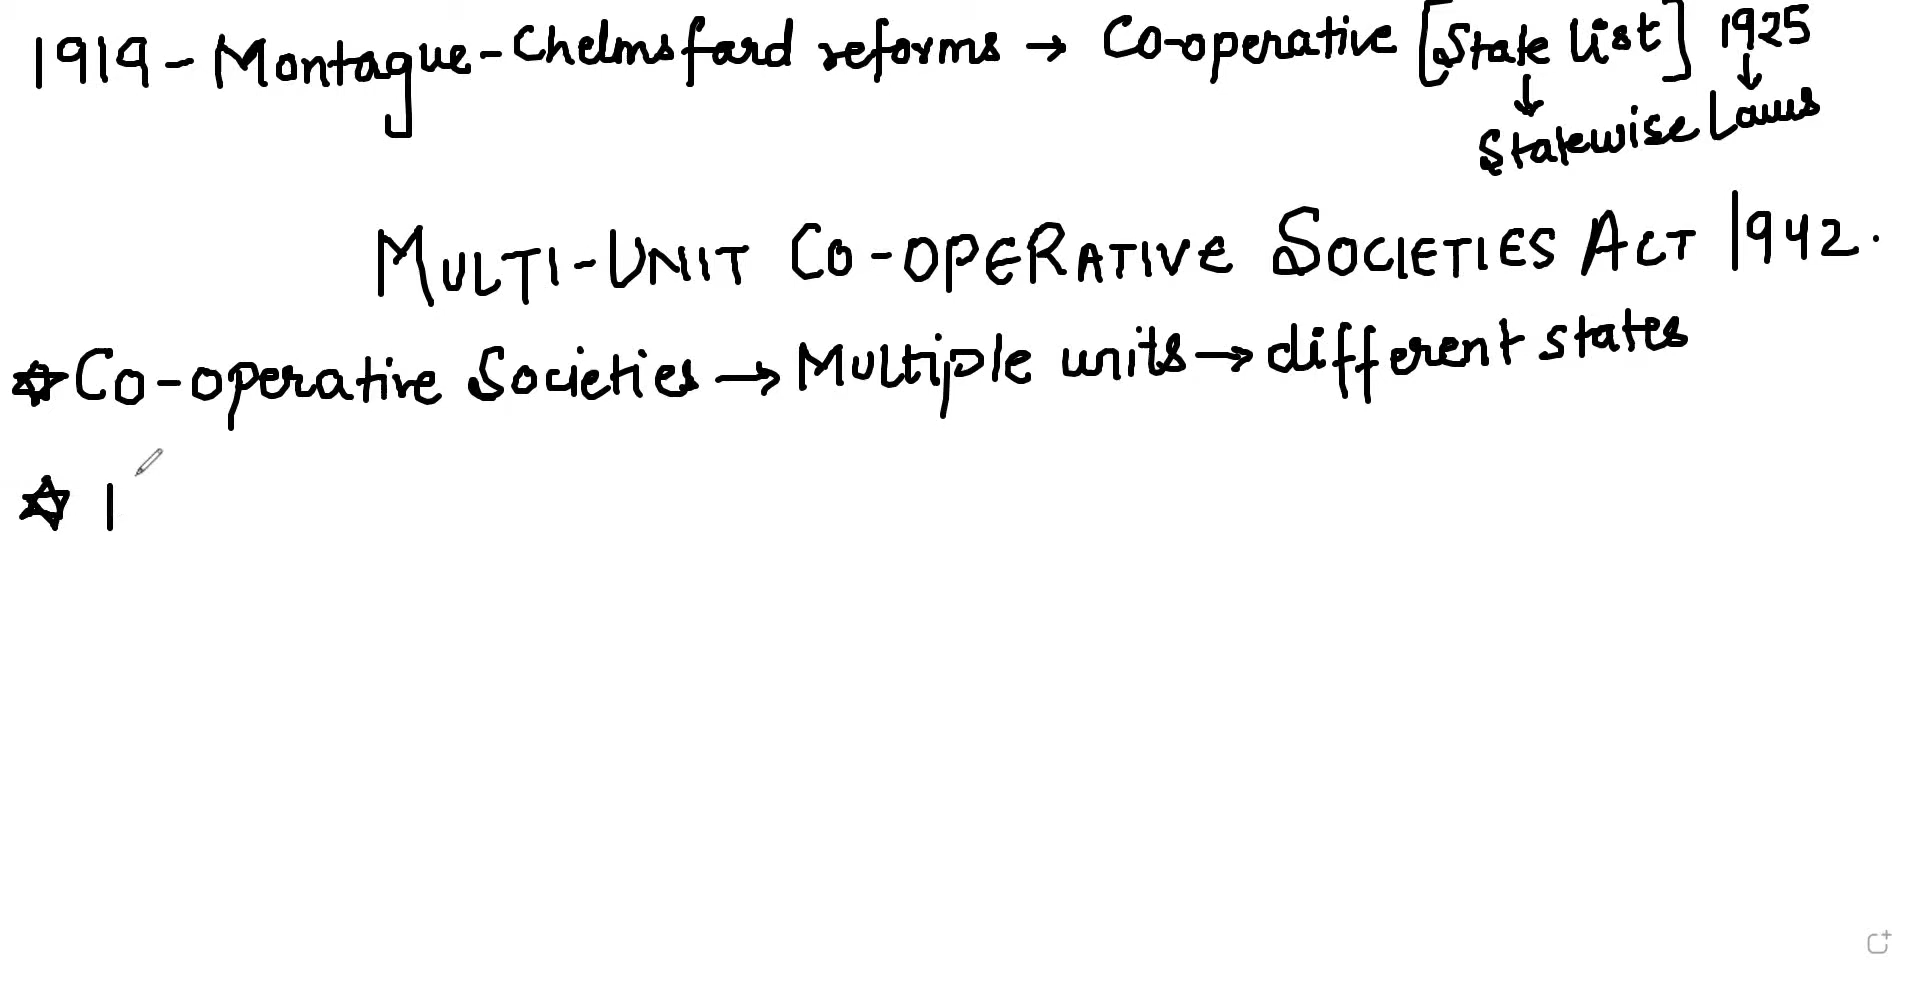 1919 - Montague - Chelmsfard reforms → Co-operative [State list] 1925
↓ ↓
Statewise Laws
MULTI-UNIT CO-OPERATIVE SOCIETIES ACT 1942.
☆ Co-operative Societies → Multiple units → different states
☆ I